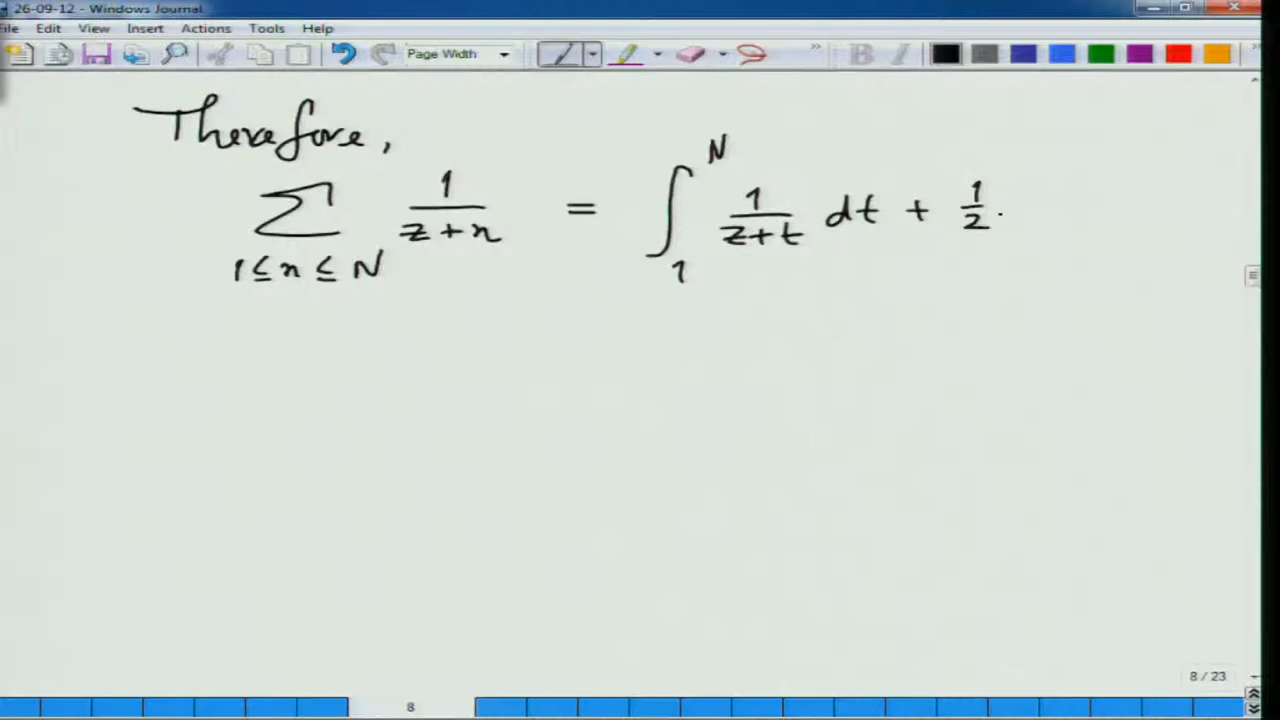 26-09-12 - Windows Journal
File Edit View Insert Actions Tools Help
Page Width
B I
Therefore,
∑_{1≤n≤N} 1/(z+n) = ∫_1^N 1/(z+t) dt + 1/2.
8 / 23
8